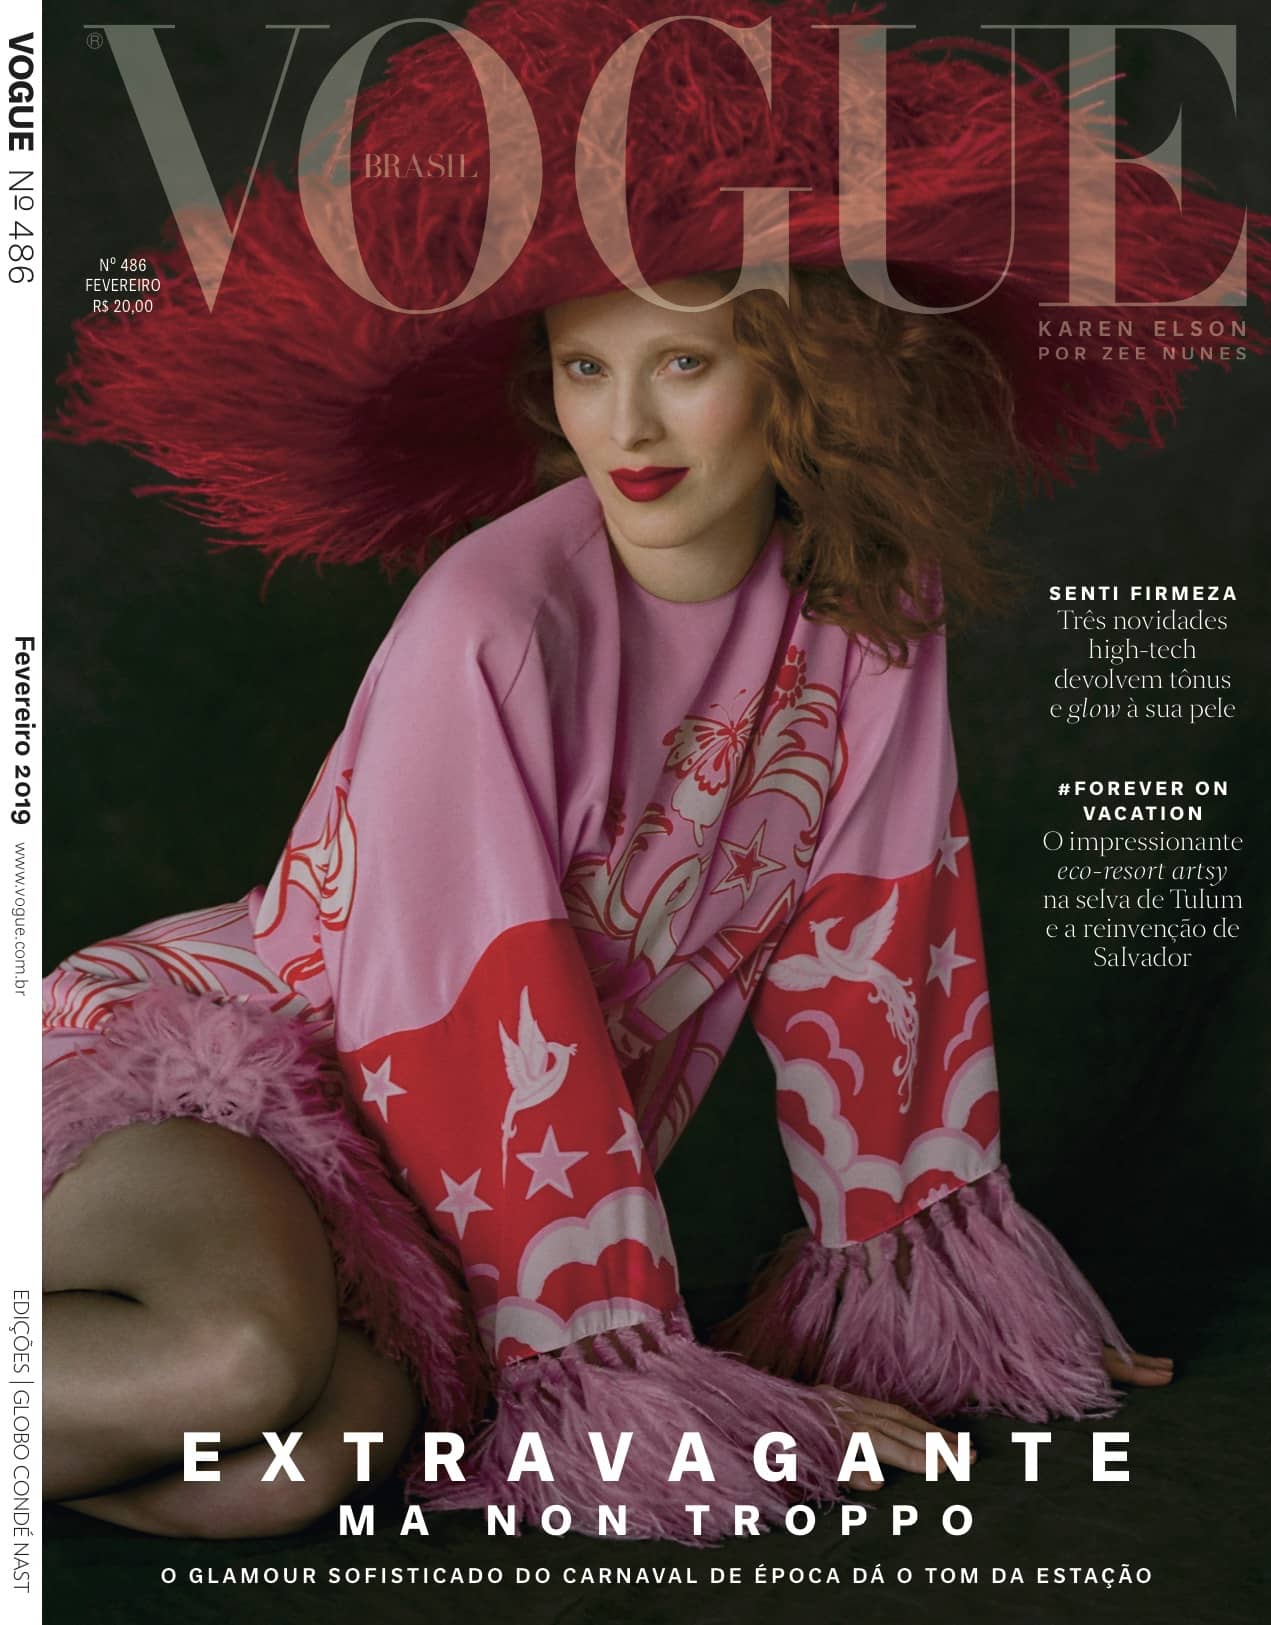 VOGUE
®
BRASIL
Nº 486
FEVEREIRO
R$ 20,00
KAREN ELSON
POR ZEE NUNES
SENTI FIRMEZA
Três novidades
high-tech
devolvem tônus
e glow à sua pele
#FOREVER ON
VACATION
O impressionante
eco-resort artsy
na selva de Tulum
e a reinvenção de
Salvador
EXTRAVAGANTE
MA NON TROPPO
O GLAMOUR SOFISTICADO DO CARNAVAL DE ÉPOCA DÁ O TOM DA ESTAÇÃO
VOGUE Nº 486
Fevereiro 2019 www.vogue.com.br
EDIÇÕES | GLOBO CONDÉ NAST